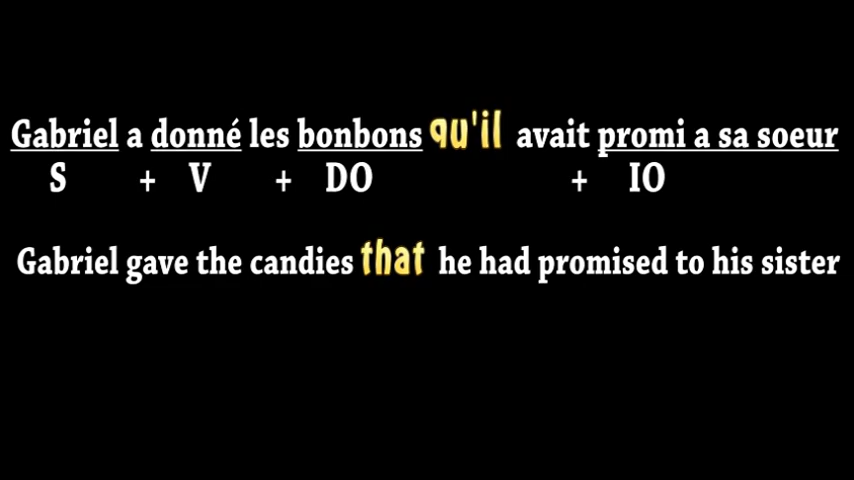 Gabriel a donné les bonbons qu'il avait promi a sa soeur
S + V + DO + IO
Gabriel gave the candies that he had promised to his sister